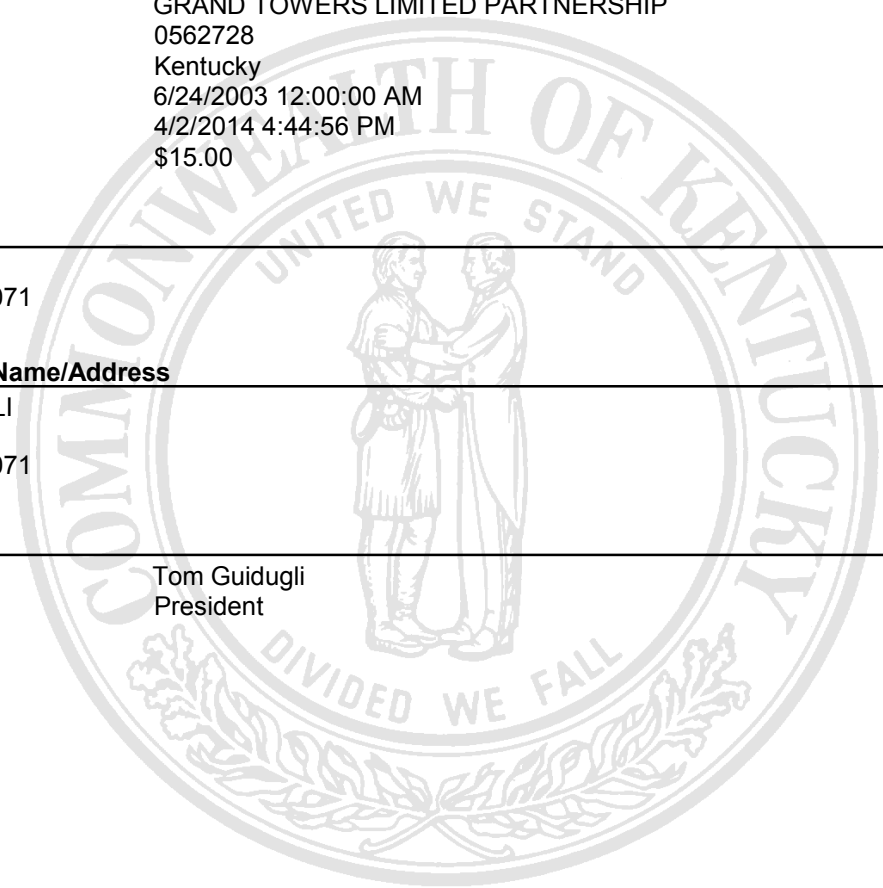 GRAND TOWERS LIMITED PARTNERSHIP
0562728
Kentucky
6/24/2003 12:00:00 AM
4/2/2014 4:44:56 PM
$15.00
COMMONWEALTH OF KENTUCKY
UNITED WE STAND
071
Name/Address
LI
071
Tom Guidugli
President
DIVIDED WE FALL